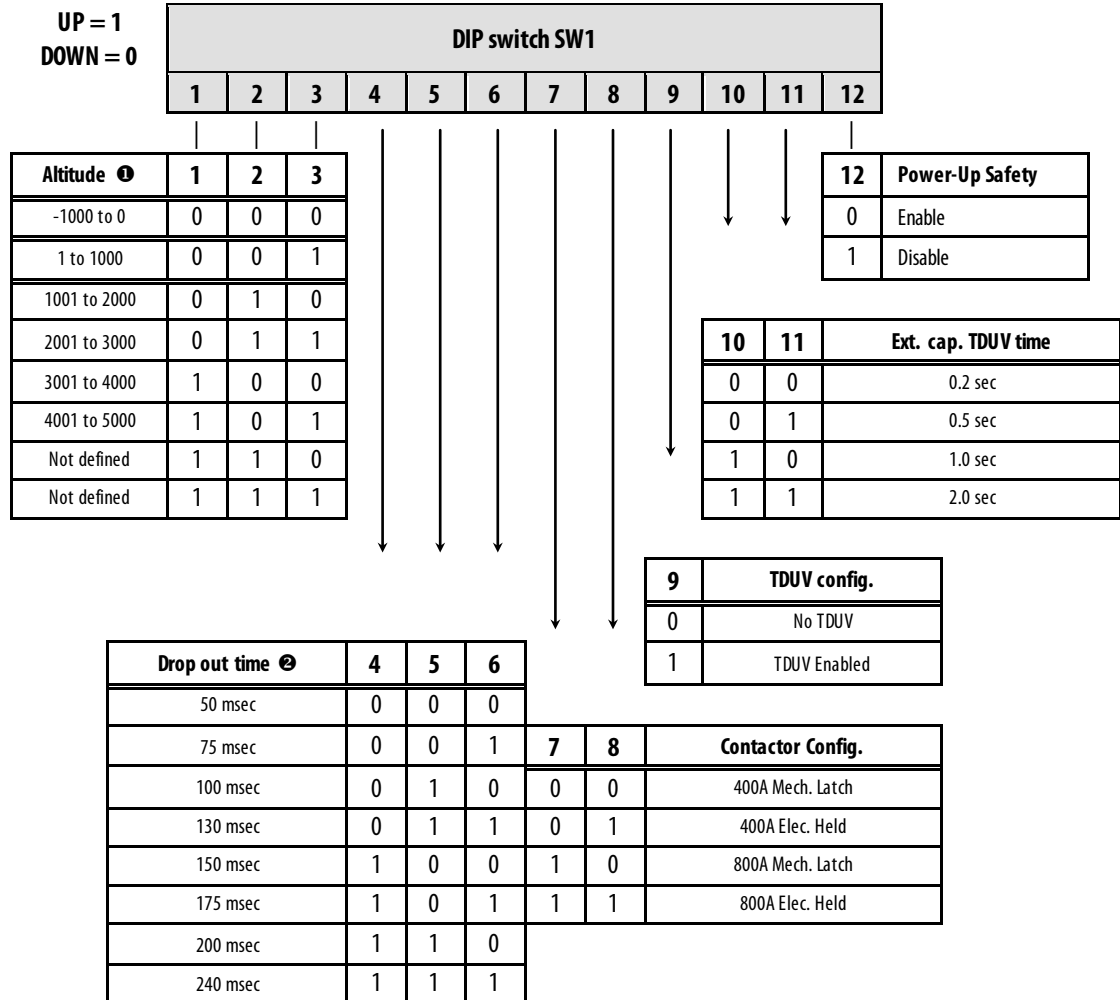 UP = 1
DOWN = 0
DIP switch SW1
1 2 3 4 5 6 7 8 9 10 11 12
Altitude ❶ 1 2 3
-1000 to 0 0 0 0
1 to 1000 0 0 1
1001 to 2000 0 1 0
2001 to 3000 0 1 1
3001 to 4000 1 0 0
4001 to 5000 1 0 1
Not defined 1 1 0
Not defined 1 1 1
12 Power-Up Safety
0 Enable
1 Disable
10 11 Ext. cap. TDUV time
0 0 0.2 sec
0 1 0.5 sec
1 0 1.0 sec
1 1 2.0 sec
9 TDUV config.
0 No TDUV
1 TDUV Enabled
Drop out time ❷ 4 5 6
50 msec 0 0 0
75 msec 0 0 1
100 msec 0 1 0
130 msec 0 1 1
150 msec 1 0 0
175 msec 1 0 1
200 msec 1 1 0
240 msec 1 1 1
7 8 Contactor Config.
0 0 400A Mech. Latch
0 1 400A Elec. Held
1 0 800A Mech. Latch
1 1 800A Elec. Held